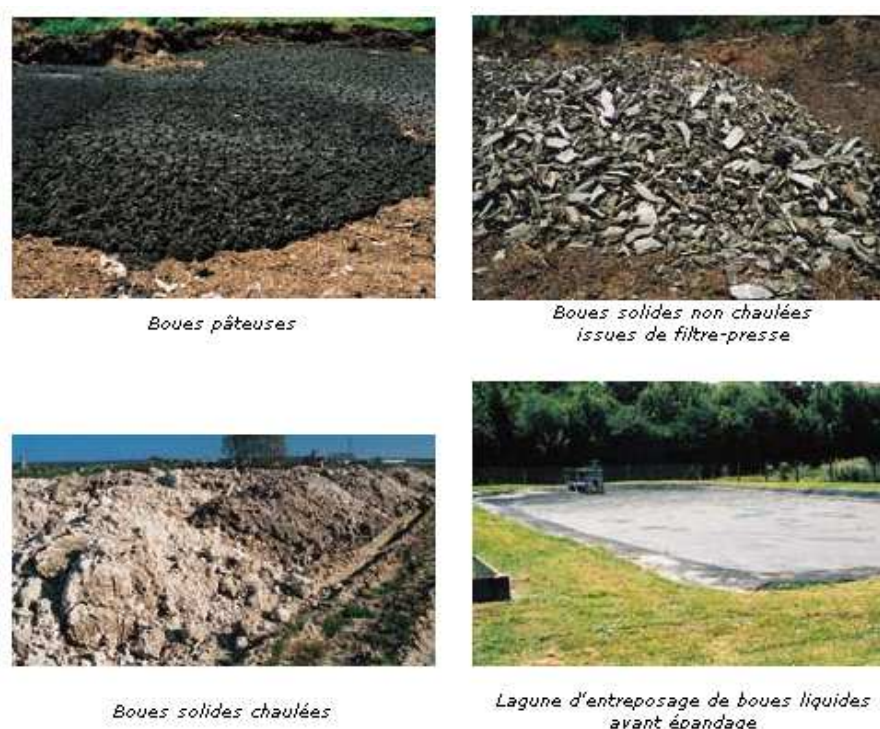 Boues pâteuses
Boues solides non chaulées
issues de filtre-presse
Boues solides chaulées
Lagune d'entreposage de boues liquides
avant épandage